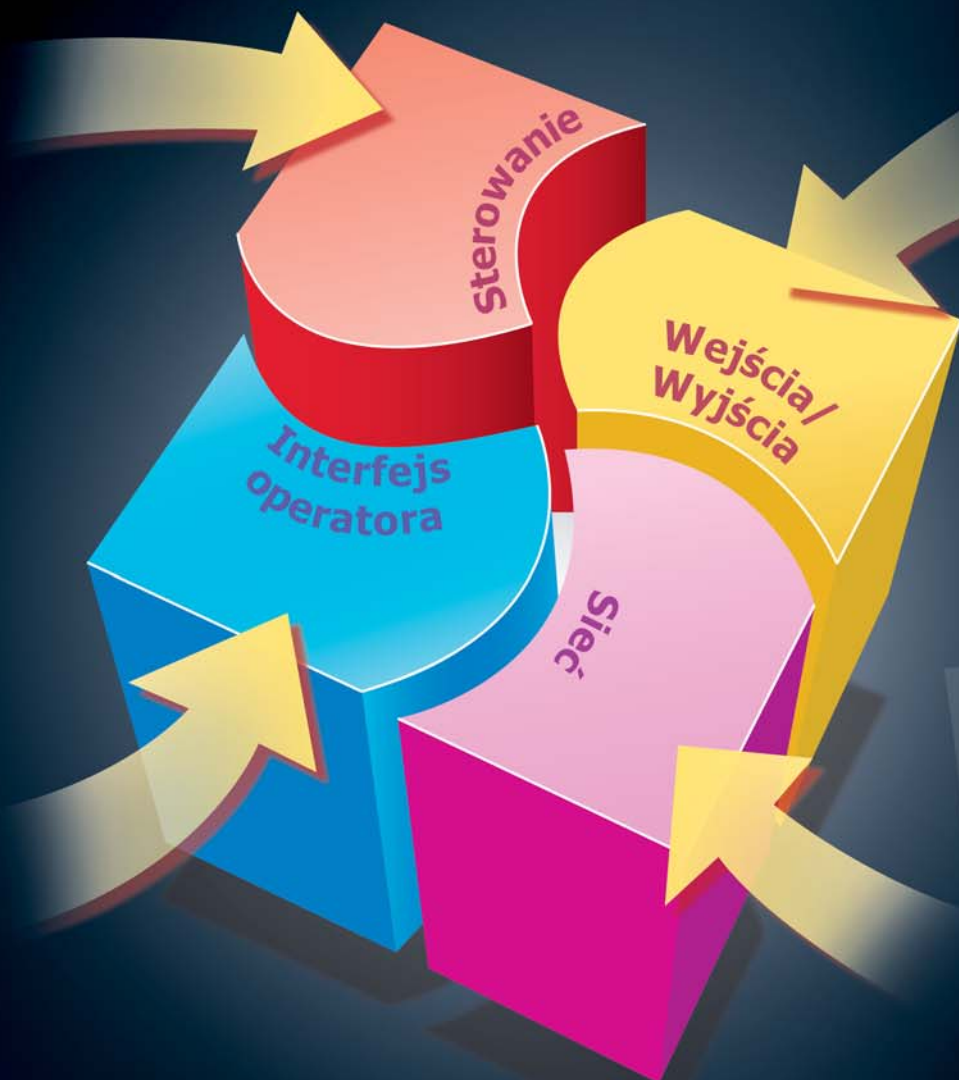 Sterowanie
Wejścia/
Wyjścia
Interfejs
operatora
Sieć